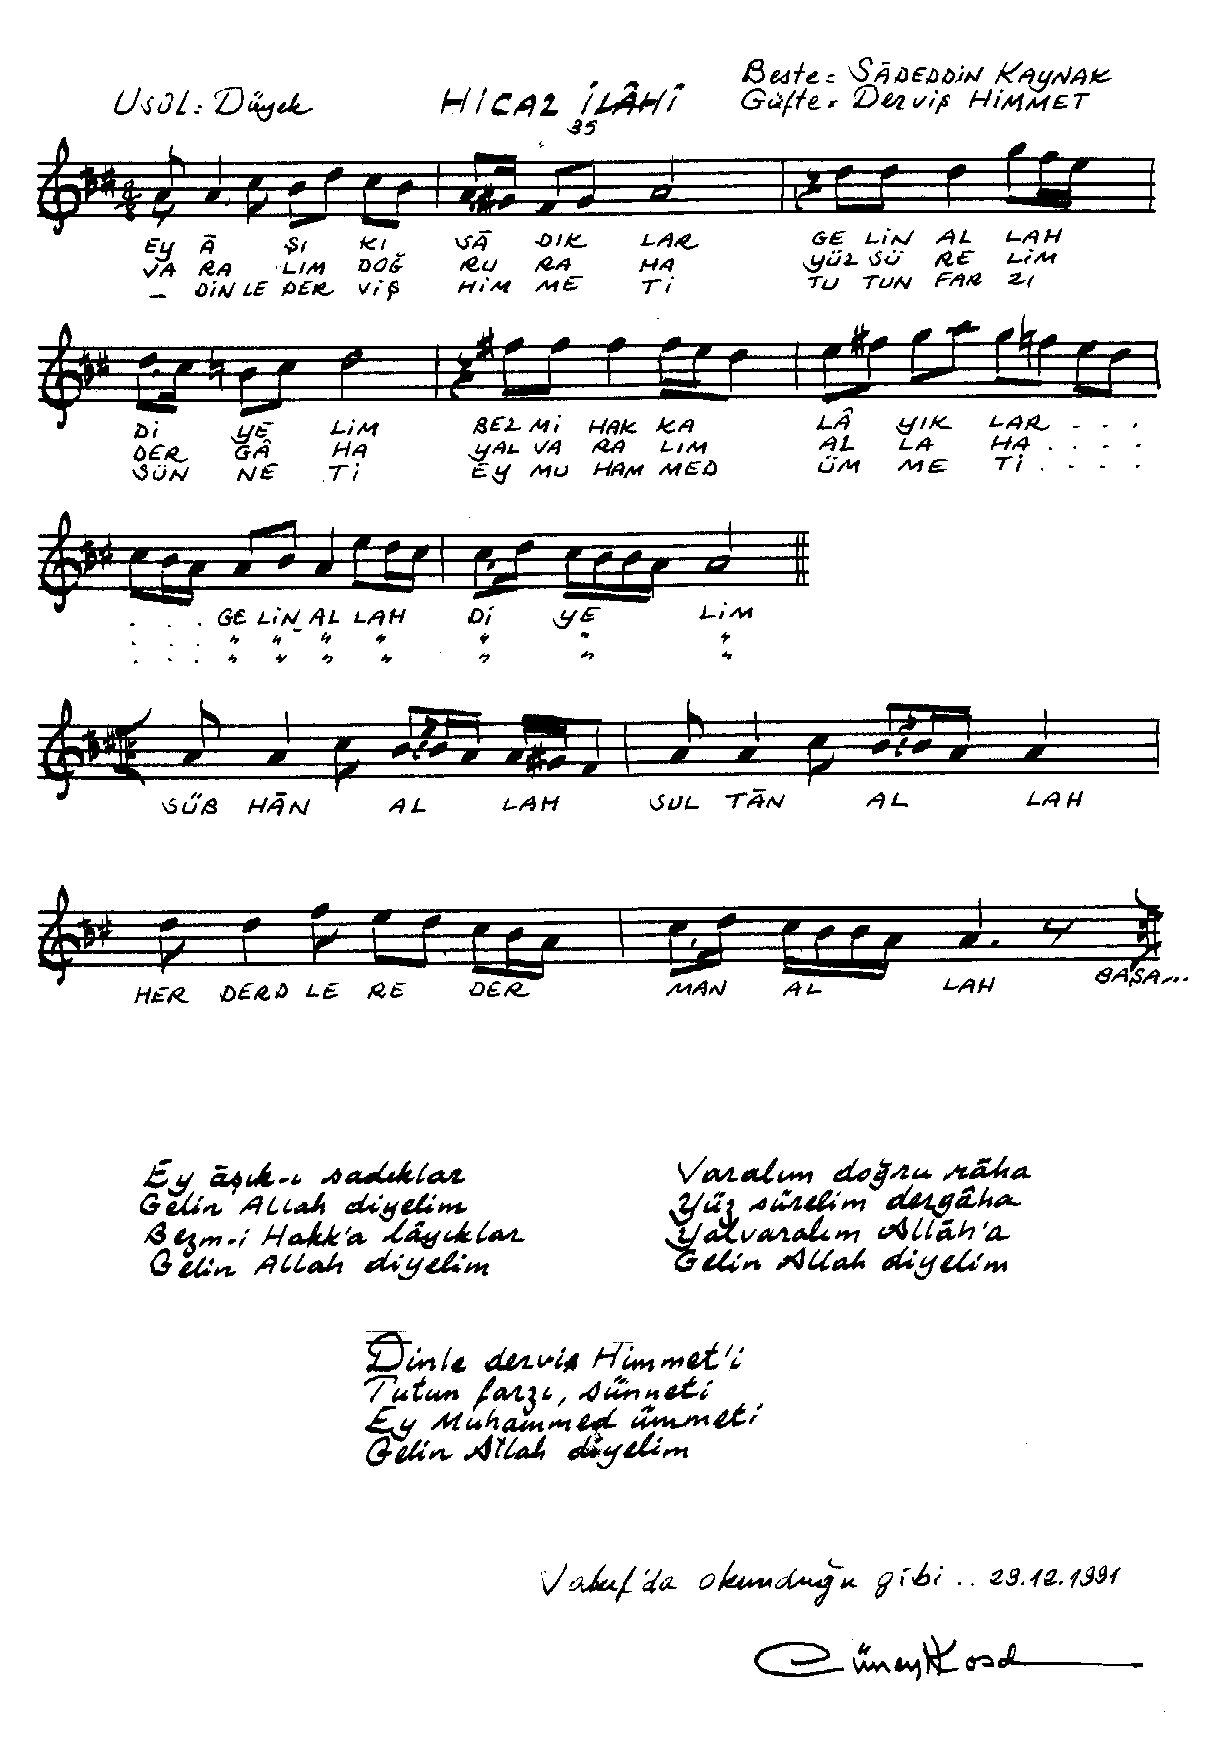 Usûl: Düyek
HİCAZ İLÂHÎ
35
Beste: SÂDEDDİN KAYNAK
Güfte: DERVİŞ HİMMET
EY Â ŞI KI SÂ DIK LAR GE LİN AL LAH
VA RA LIM DOĞ RU RA HA YÜZ SÜ RE LİM
— DİN LE DER VİŞ HİM ME Tİ TU TUN FAR ZI
Dİ YE LİM BEZ Mİ HAK KA LÂ YIK LAR . . .
DER GÂ HA YAL VA RA LIM AL LA HA . . . .
SÜN NE Tİ EY MU HAM MED ÜM ME Tİ . . . .
. . . GE LİN AL LAH Dİ YE LİM
. . . " " " " " " "
. . . " " " " " " "
SÜB HĀN AL LAH SUL TĀN AL LAH
HER DERD LE RE DER MAN AL LAH BAŞA...
Ey āşık-ı sadıklar
Gelin Allah diyelim
Bezm-i Hakk'a lâyıklar
Gelin Allah diyelim
Varalım doğru râha
Yüz sürelim dergâha
Yalvaralım Allâh'a
Gelin Allah diyelim
Dinle derviş Himmet'i
Tutun farzı, sünneti
Ey Muhammed ümmeti
Gelin Allah diyelim
Vakıf'da okunduğu gibi .. 29.12.1991
Cüneyt Kosal